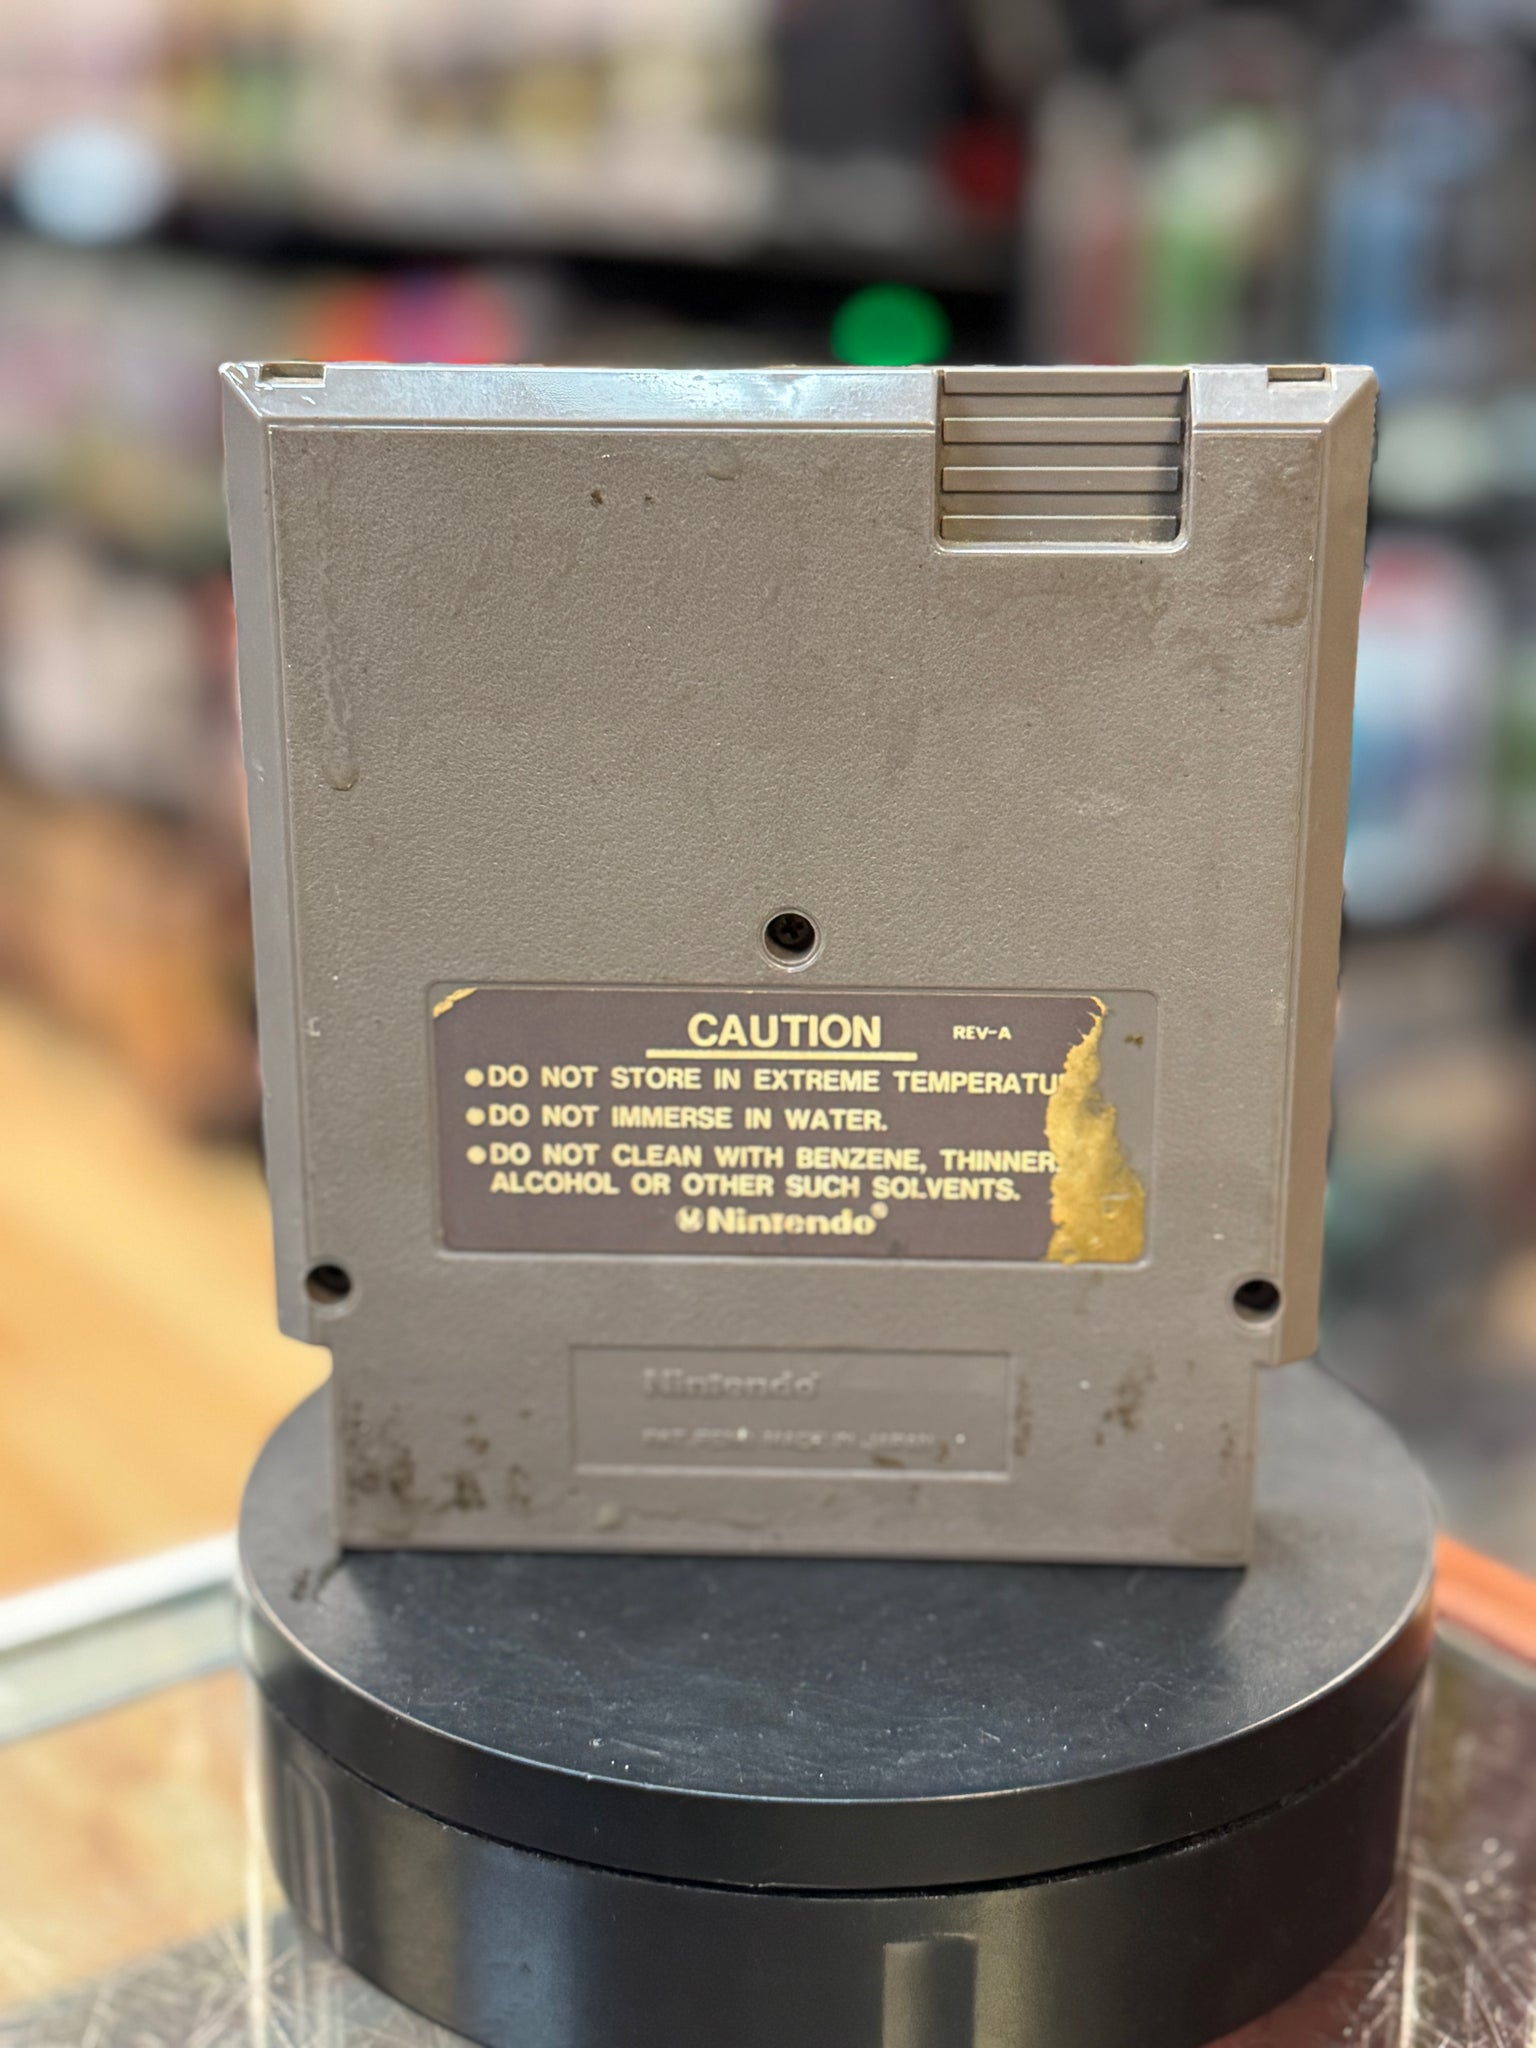 CAUTION REV-A
●DO NOT STORE IN EXTREME TEMPERATU
●DO NOT IMMERSE IN WATER.
●DO NOT CLEAN WITH BENZENE, THINNER,
ALCOHOL OR OTHER SUCH SOLVENTS.
Nintendo®
Nintendo